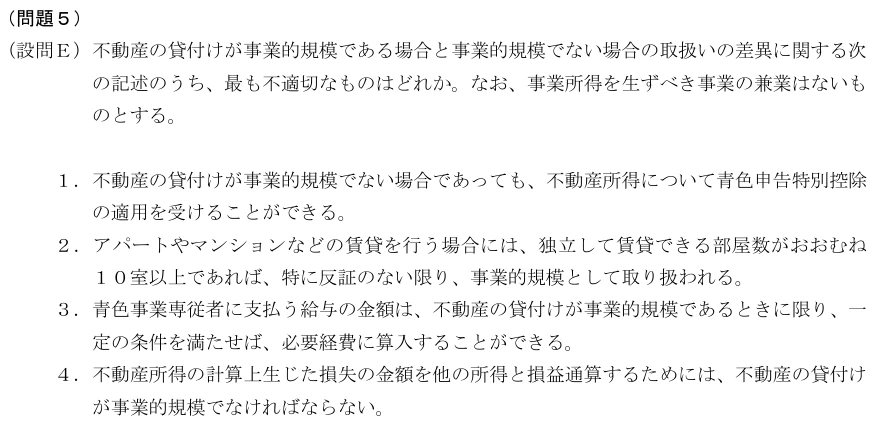 （問題５）
（設問Ｅ）不動産の貸付けが事業的規模である場合と事業的規模でない場合の取扱いの差異に関する次
の記述のうち、最も不適切なものはどれか。なお、事業所得を生ずべき事業の兼業はないも
のとする。
１．不動産の貸付けが事業的規模でない場合であっても、不動産所得について青色申告特別控除
の適用を受けることができる。
２．アパートやマンションなどの賃貸を行う場合には、独立して賃貸できる部屋数がおおむね
１０室以上であれば、特に反証のない限り、事業的規模として取り扱われる。
３．青色事業専従者に支払う給与の金額は、不動産の貸付けが事業的規模であるときに限り、一
定の条件を満たせば、必要経費に算入することができる。
４．不動産所得の計算上生じた損失の金額を他の所得と損益通算するためには、不動産の貸付け
が事業的規模でなければならない。